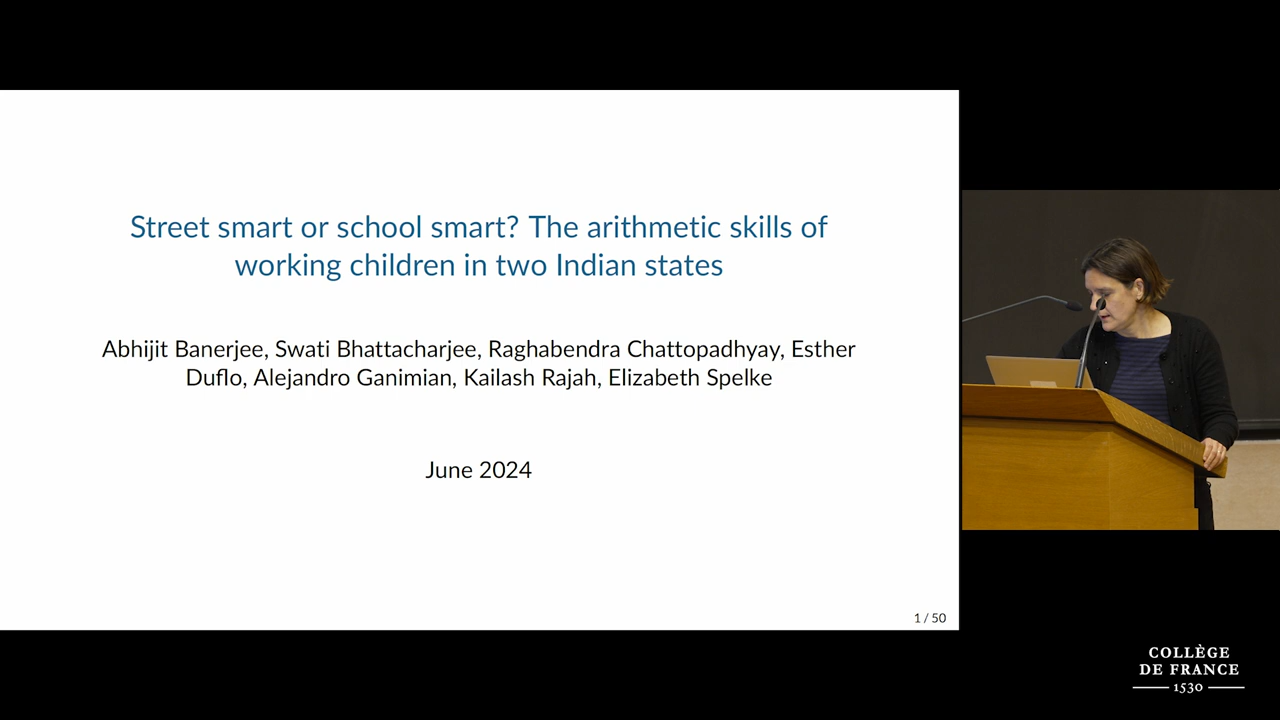 Street smart or school smart? The arithmetic skills of
working children in two Indian states
Abhijit Banerjee, Swati Bhattacharjee, Raghabendra Chattopadhyay, Esther
Duflo, Alejandro Ganimian, Kailash Rajah, Elizabeth Spelke
June 2024
1 / 50
COLLÈGE
DE FRANCE
1530